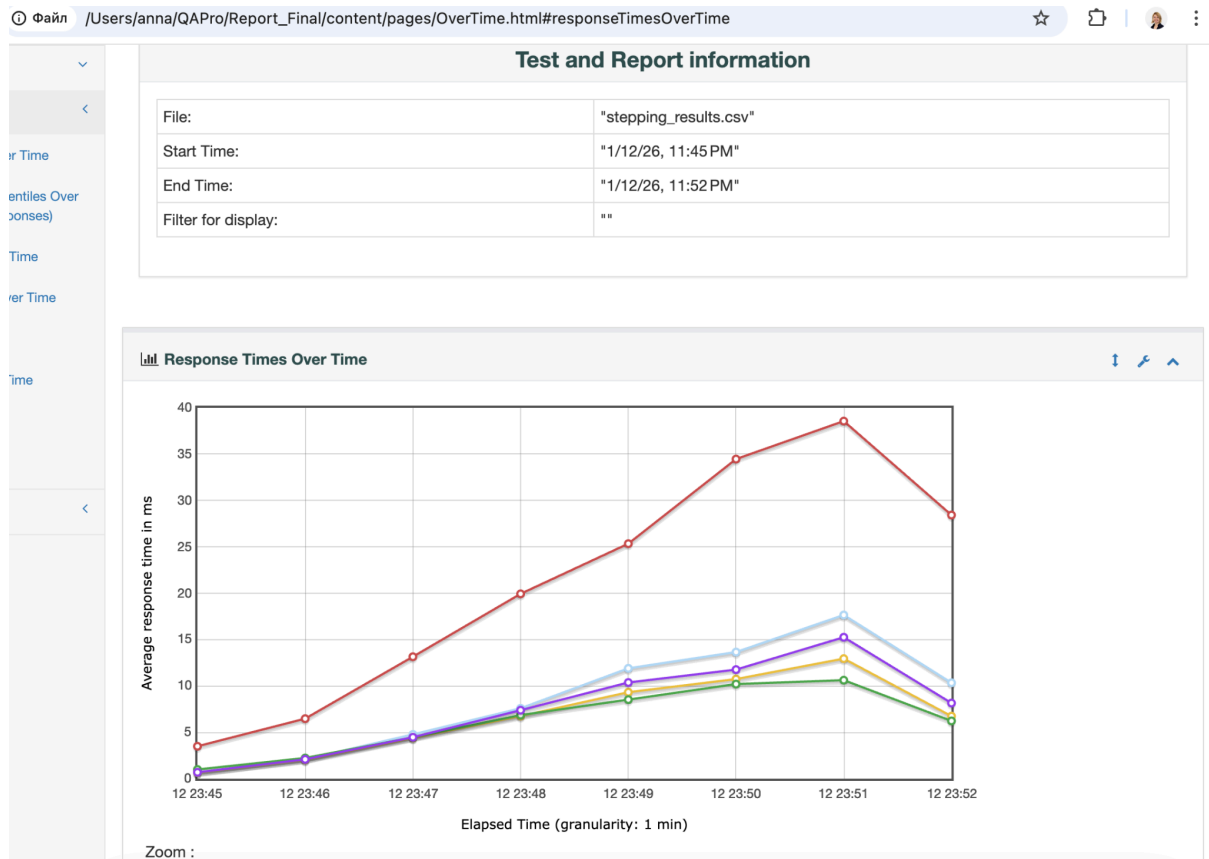 Файл /Users/anna/QAPro/Report_Final/content/pages/OverTime.html#responseTimesOverTime
er Time
entiles Over
ponses)
Time
ver Time
Time
Test and Report information
File: "stepping_results.csv"
Start Time: "1/12/26, 11:45 PM"
End Time: "1/12/26, 11:52 PM"
Filter for display: ""
Response Times Over Time
Average response time in ms
40
35
30
25
20
15
10
5
0
12 23:45 12 23:46 12 23:47 12 23:48 12 23:49 12 23:50 12 23:51 12 23:52
Elapsed Time (granularity: 1 min)
Zoom :